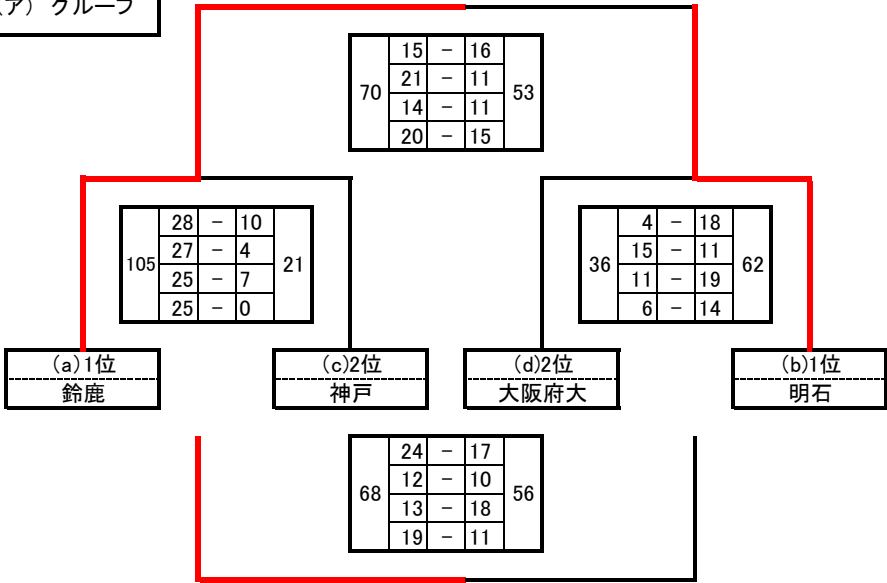 (ア) グループ
15 － 16
21 － 11
70 53
14 － 11
20 － 15
28 － 10
27 － 4
105 21
25 － 7
25 － 0
4 － 18
15 － 11
36 62
11 － 19
6 － 14
(a)1位
鈴鹿
(c)2位
神戸
(d)2位
大阪府大
(b)1位
明石
24 － 17
12 － 10
68 56
13 － 18
19 － 11